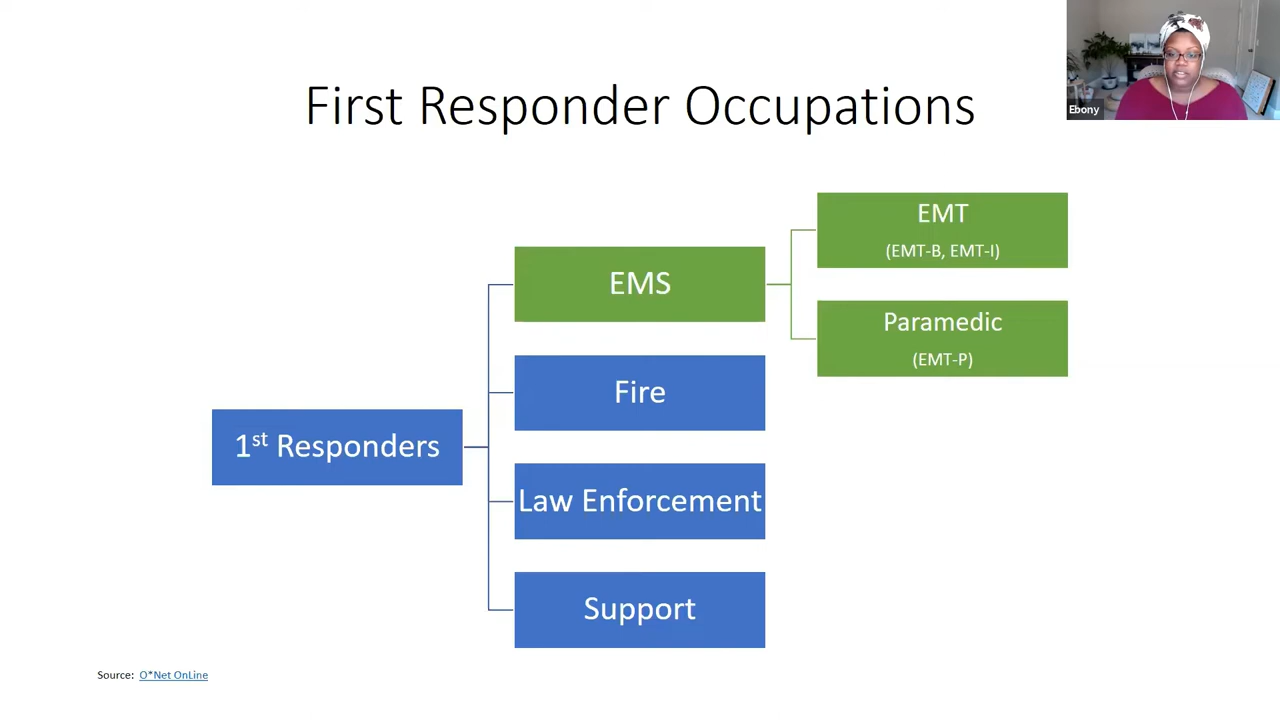 First Responder Occupations
Ebony
EMT
(EMT-B, EMT-I)
EMS
Paramedic
(EMT-P)
Fire
1st Responders
Law Enforcement
Support
Source: O*Net OnLine